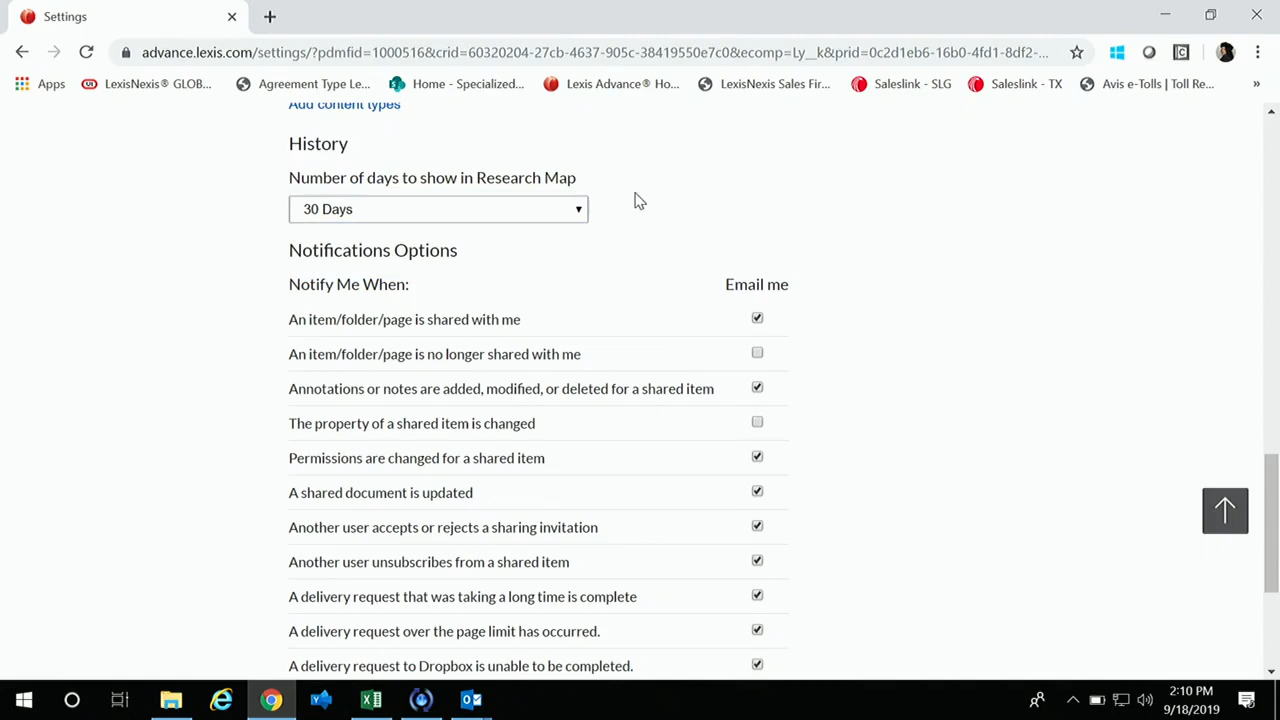 Settings
advance.lexis.com/settings/?pdmfid=1000516&crid=60320204-27cb-4637-905c-38419550e7c0&ecomp=Ly__k&prid=0c2d1eb6-16b0-4fd1-8df2-...
Apps LexisNexis® GLOB... Agreement Type Le... Home - Specialized... Lexis Advance® Ho... LexisNexis Sales Fir... Saleslink - SLG Saleslink - TX Avis e-Tolls | Toll Re... »
Add content types
History
Number of days to show in Research Map
30 Days
Notifications Options
Notify Me When: Email me
An item/folder/page is shared with me
An item/folder/page is no longer shared with me
Annotations or notes are added, modified, or deleted for a shared item
The property of a shared item is changed
Permissions are changed for a shared item
A shared document is updated
Another user accepts or rejects a sharing invitation
Another user unsubscribes from a shared item
A delivery request that was taking a long time is complete
A delivery request over the page limit has occurred.
A delivery request to Dropbox is unable to be completed.
2:10 PM
9/18/2019